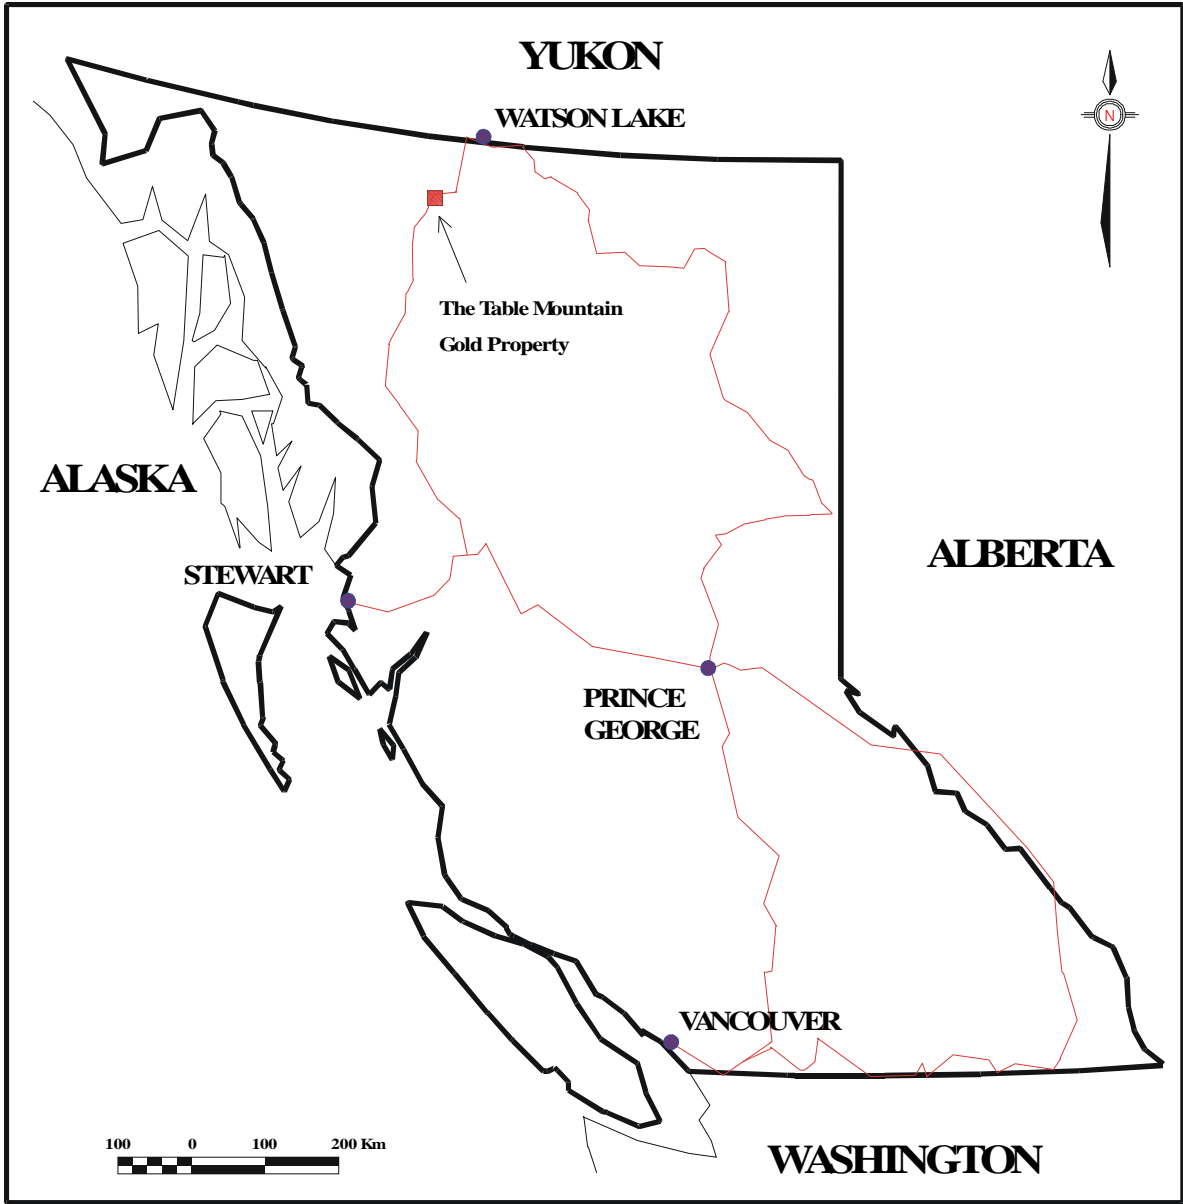 YUKON
WATSON LAKE
N
The Table Mountain
Gold Property
ALASKA
ALBERTA
STEWART
PRINCE
GEORGE
VANCOUVER
100 0 100 200 Km
WASHINGTON